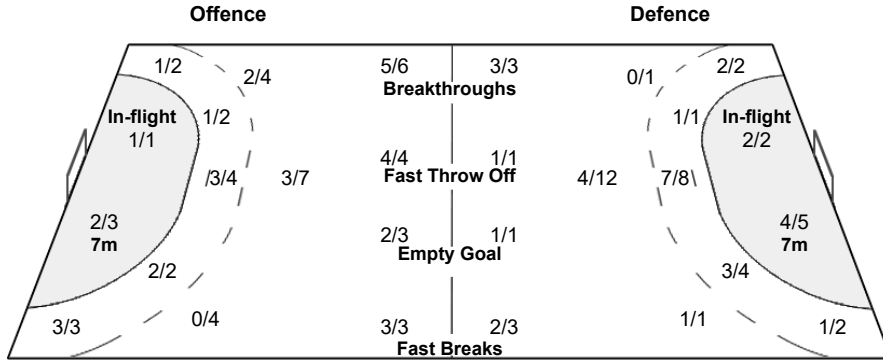 Offence Defence
1/2 2/4 5/6 3/3 0/1 2/2
Breakthroughs
In-flight 1/2 1/1 In-flight
1/1 2/2
4/4 1/1
3/4 3/7 Fast Throw Off 4/12 7/8
2/3 4/5
7m 2/3 1/1 7m
Empty Goal
2/2 3/4
3/3 0/4 3/3 2/3 1/1 1/2
Fast Breaks